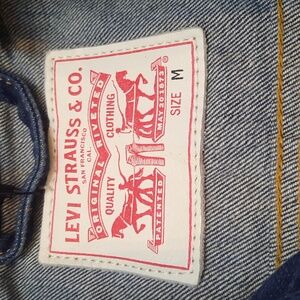 LEVI STRAUSS & CO.
SAN FRANCISCO
CAL.
ORIGINAL RIVETED
QUALITY CLOTHING
PATENTED MAY 20 1873
®
SIZE M